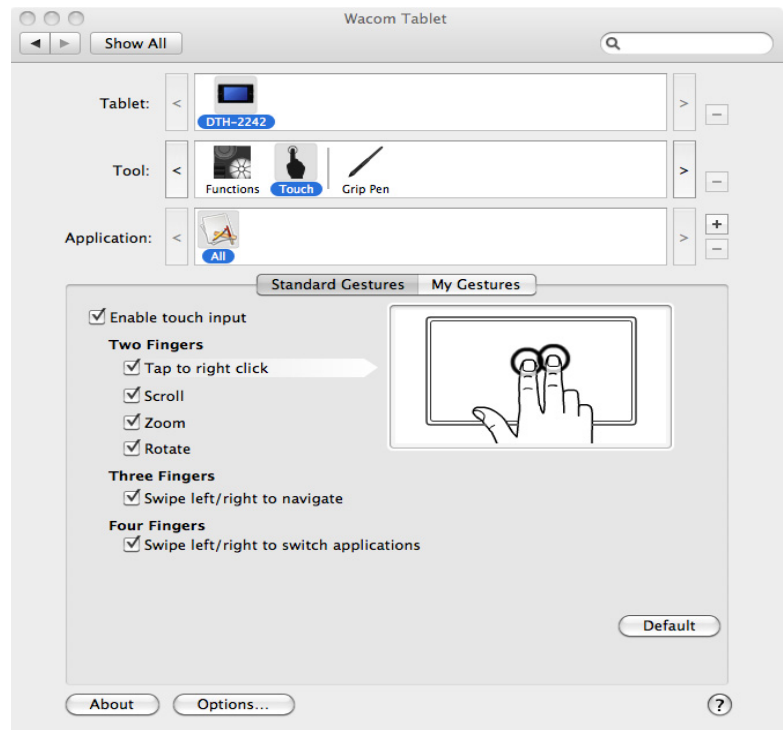 Wacom Tablet
Show All
Tablet:
DTH-2242
Tool:
Functions Touch Grip Pen
Application:
All
Standard Gestures My Gestures
Enable touch input
Two Fingers
Tap to right click
Scroll
Zoom
Rotate
Three Fingers
Swipe left/right to navigate
Four Fingers
Swipe left/right to switch applications
Default
About Options... ?